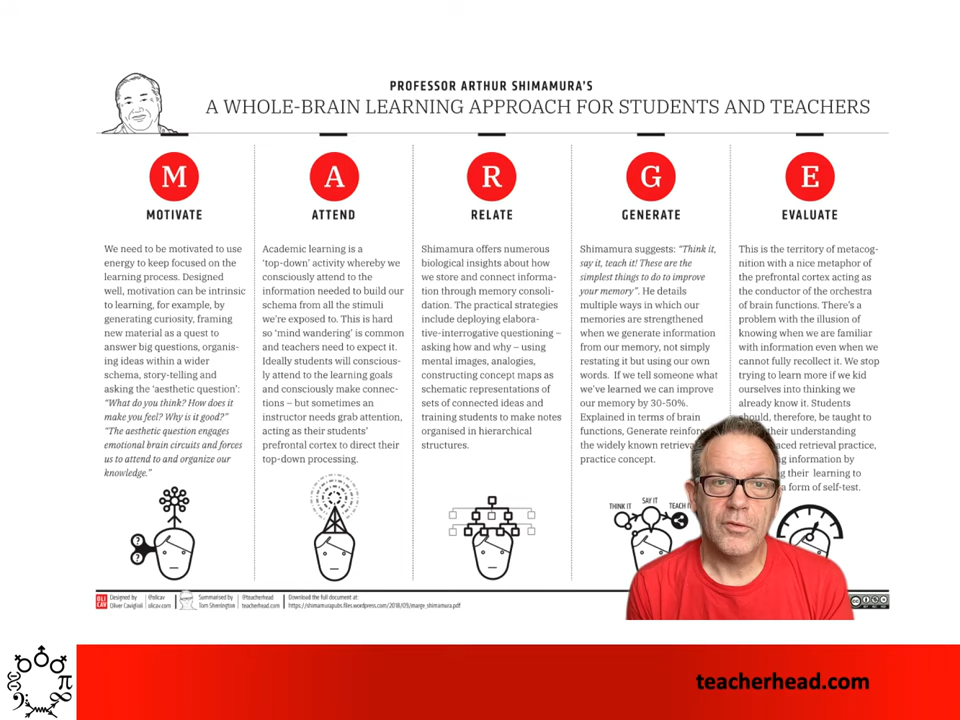 PROFESSOR ARTHUR SHIMAMURA'S
A WHOLE-BRAIN LEARNING APPROACH FOR STUDENTS AND TEACHERS
M
MOTIVATE
We need to be motivated to use
energy to keep focused on the
learning process. Designed
well, motivation can be intrinsic
to learning, for example, by
generating curiosity, framing
new material as a quest to
answer big questions, organis-
ing ideas within a wider
schema, story-telling and
asking the 'aesthetic question':
"What do you think? How does it
make you feel? Why is it good?"
"The aesthetic question engages
emotional brain circuits and forces
us to attend to and organize our
knowledge."
?
?
A
ATTEND
Academic learning is a
'top-down' activity whereby we
consciously attend to the
information needed to build our
schema from all the stimuli
we're exposed to. This is hard
so 'mind wandering' is common
and teachers need to expect it.
Ideally students will conscious-
ly attend to the learning goals
and consciously make connec-
tions – but sometimes an
instructor needs grab attention,
acting as their students'
prefrontal cortex to direct their
top-down processing.
R
RELATE
Shimamura offers numerous
biological insights about how
we store and connect informa-
tion through memory consoli-
dation. The practical strategies
include deploying elabora-
tive-interrogative questioning –
asking how and why – using
mental images, analogies,
constructing concept maps as
schematic representations of
sets of connected ideas and
training students to make notes
organised in hierarchical
structures.
G
GENERATE
Shimamura suggests: "Think it,
say it, teach it! These are the
simplest things to do to improve
your memory". He details
multiple ways in which our
memories are strengthened
when we generate information
from our memory, not simply
restating it but using our own
words. If we tell someone what
we've learned we can improve
our memory by 30-50%.
Explained in terms of brain
functions, Generate reinfor
the widely known retrieva
practice concept.
THINK IT
SAY IT
TEACH IT
E
EVALUATE
This is the territory of metacog-
nition with a nice metaphor of
the prefrontal cortex acting as
the conductor of the orchestra
of brain functions. There's a
problem with the illusion of
knowing when we are familiar
with information even when we
cannot fully recollect it. We stop
trying to learn more if we kid
ourselves into thinking we
already know it. Students
should, therefore, be taught to
their understanding
aced retrieval practice,
information by
their learning to
a form of self-test.
OLI
CAV
Designed by
Oliver Caviglioli
@olicav
olicav.com
Summarised by
Tom Sherrington
@teacherhead
teacherhead.com
Download the full document at:
https://shimamurapubs.files.wordpress.com/2018/09/marge_shimamura.pdf
teacherhead.com